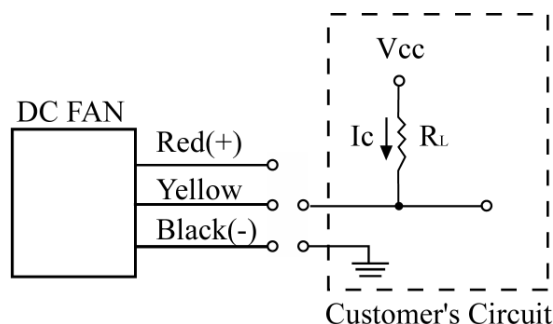 Vcc
DC FAN
Red(+)
Ic
RL
Yellow
Black(-)
Customer's Circuit